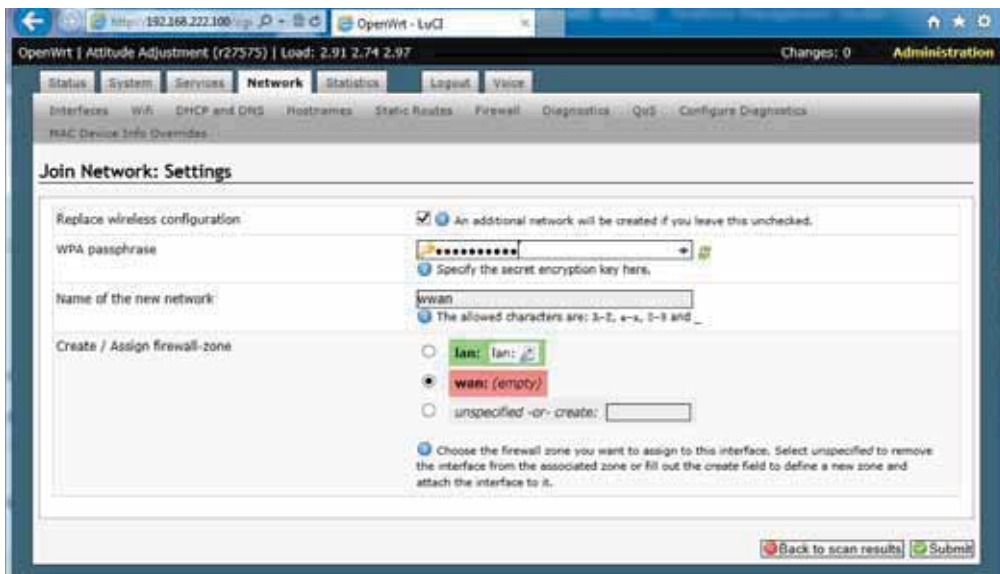 192.168.222.100
OpenWrt - LuCI
OpenWrt | Attitude Adjustment (r27575) | Load: 2.91 2.74 2.97
Changes: 0
Administration
Status System Services Network Statistics Logout Voice
Interfaces Wifi DHCP and DNS Hostnames Static Routes Firewall Diagnostics QoS Configure Diagnostics
MAC Device Info Overrides
Join Network: Settings
Replace wireless configuration
An additional network will be created if you leave this unchecked.
WPA passphrase
••••••••••
Specify the secret encryption key here.
Name of the new network
wwan
The allowed characters are: A-Z, a-z, 0-9 and _
Create / Assign firewall-zone
lan: lan:
wan: (empty)
unspecified -or- create:
Choose the firewall zone you want to assign to this interface. Select unspecified to remove
the interface from the associated zone or fill out the create field to define a new zone and
attach the interface to it.
Back to scan results
Submit